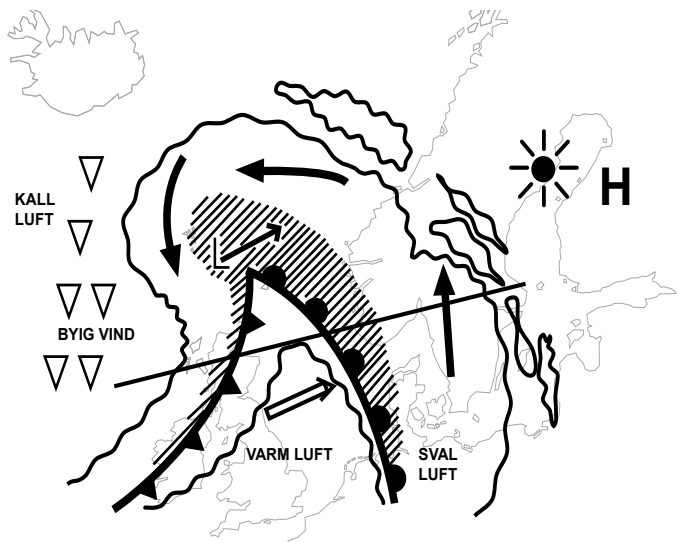 H
KALL
LUFT
L
BYIG VIND
VARM LUFT
SVAL
LUFT